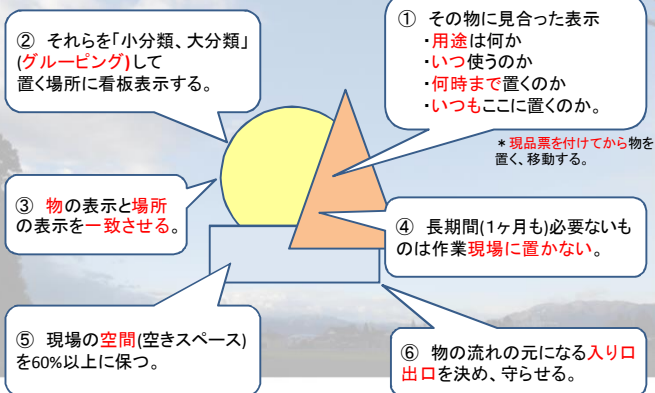 ① その物に見合った表示
・用途は何か
・いつ使うのか
・何時まで置くのか
・いつもここに置くのか。
＊現品票を付けてから物を
置く、移動する。
② それらを「小分類、大分類」
(グルーピング)して
置く場所に看板表示する。
③ 物の表示と場所
の表示を一致させる。
④ 長期間(1ヶ月も)必要ないも
のは作業現場に置かない。
⑤ 現場の空間(空きスペース)
を60%以上に保つ。
⑥ 物の流れの元になる入り口
出口を決め、守らせる。